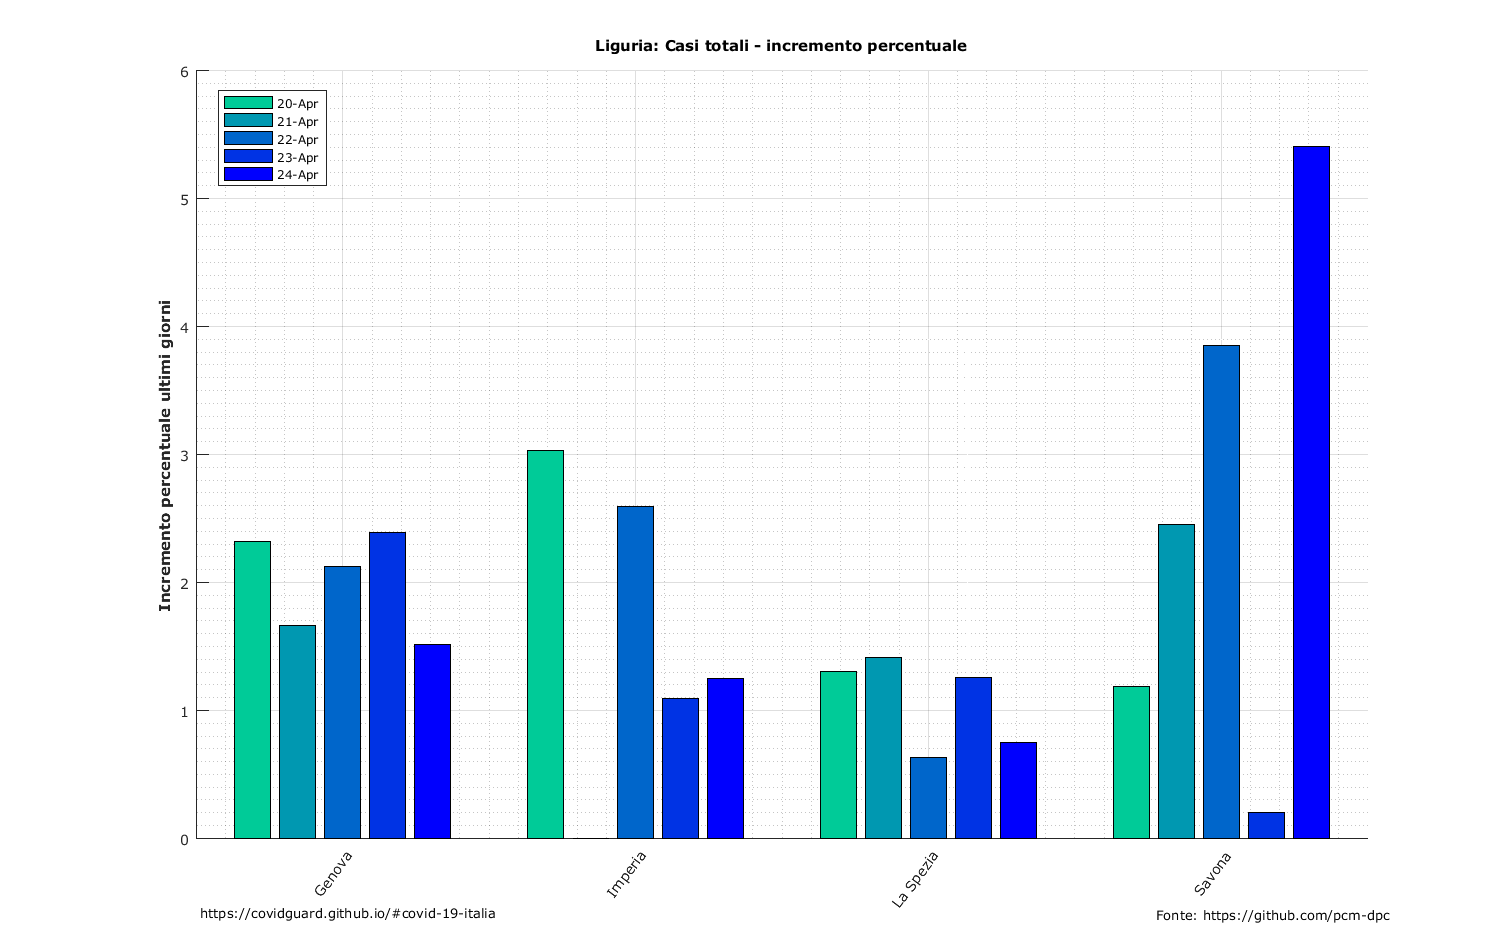 Liguria: Casi totali - incremento percentuale
20-Apr
21-Apr
22-Apr
23-Apr
24-Apr
Incremento percentuale ultimi giorni
6
5
4
3
2
1
0
Genova
Imperia
La Spezia
Savona
https://covidguard.github.io/#covid-19-italia
Fonte: https://github.com/pcm-dpc